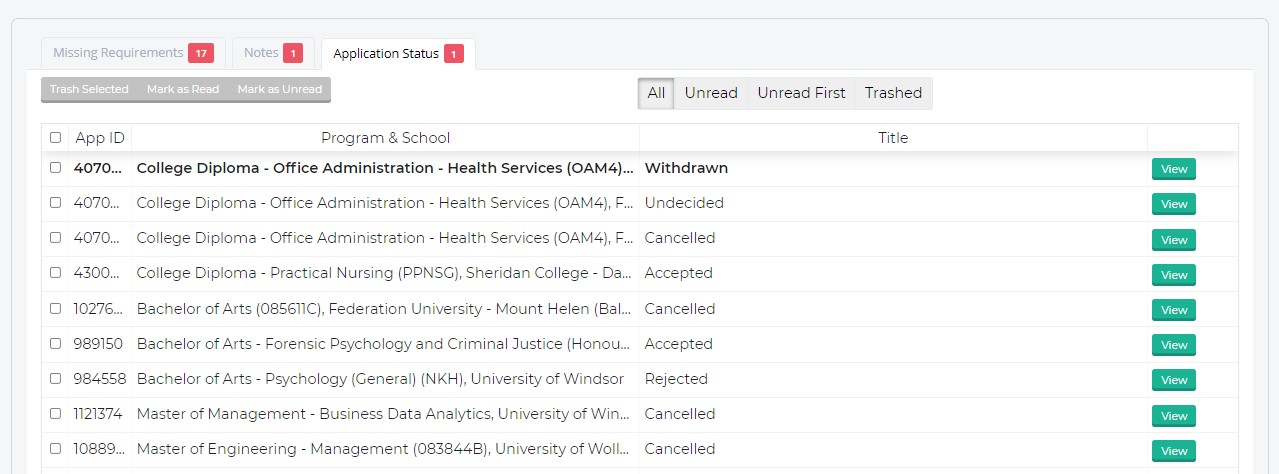 Missing Requirements 17 Notes 1 Application Status 1
Trash Selected Mark as Read Mark as Unread All Unread Unread First Trashed
App ID Program & School Title
4070... College Diploma - Office Administration - Health Services (OAM4)... Withdrawn View
4070... College Diploma - Office Administration - Health Services (OAM4), F... Undecided View
4070... College Diploma - Office Administration - Health Services (OAM4), F... Cancelled View
4300... College Diploma - Practical Nursing (PPNSG), Sheridan College - Da... Accepted View
10276... Bachelor of Arts (085611C), Federation University - Mount Helen (Bal... Cancelled View
989150 Bachelor of Arts - Forensic Psychology and Criminal Justice (Honou... Accepted View
984558 Bachelor of Arts - Psychology (General) (NKH), University of Windsor Rejected View
1121374 Master of Management - Business Data Analytics, University of Win... Cancelled View
10889... Master of Engineering - Management (083844B), University of Woll... Cancelled View